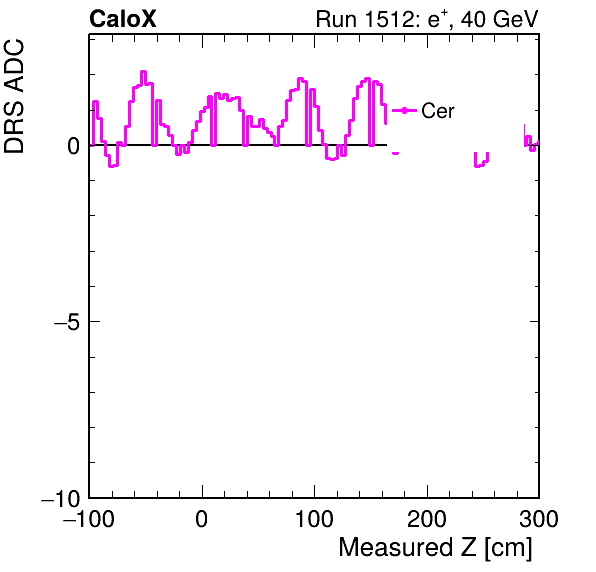 CaloX Run 1512: e⁺, 40 GeV
DRS ADC
Cer
0
−5
−10
−100 0 100 200 300
Measured Z [cm]